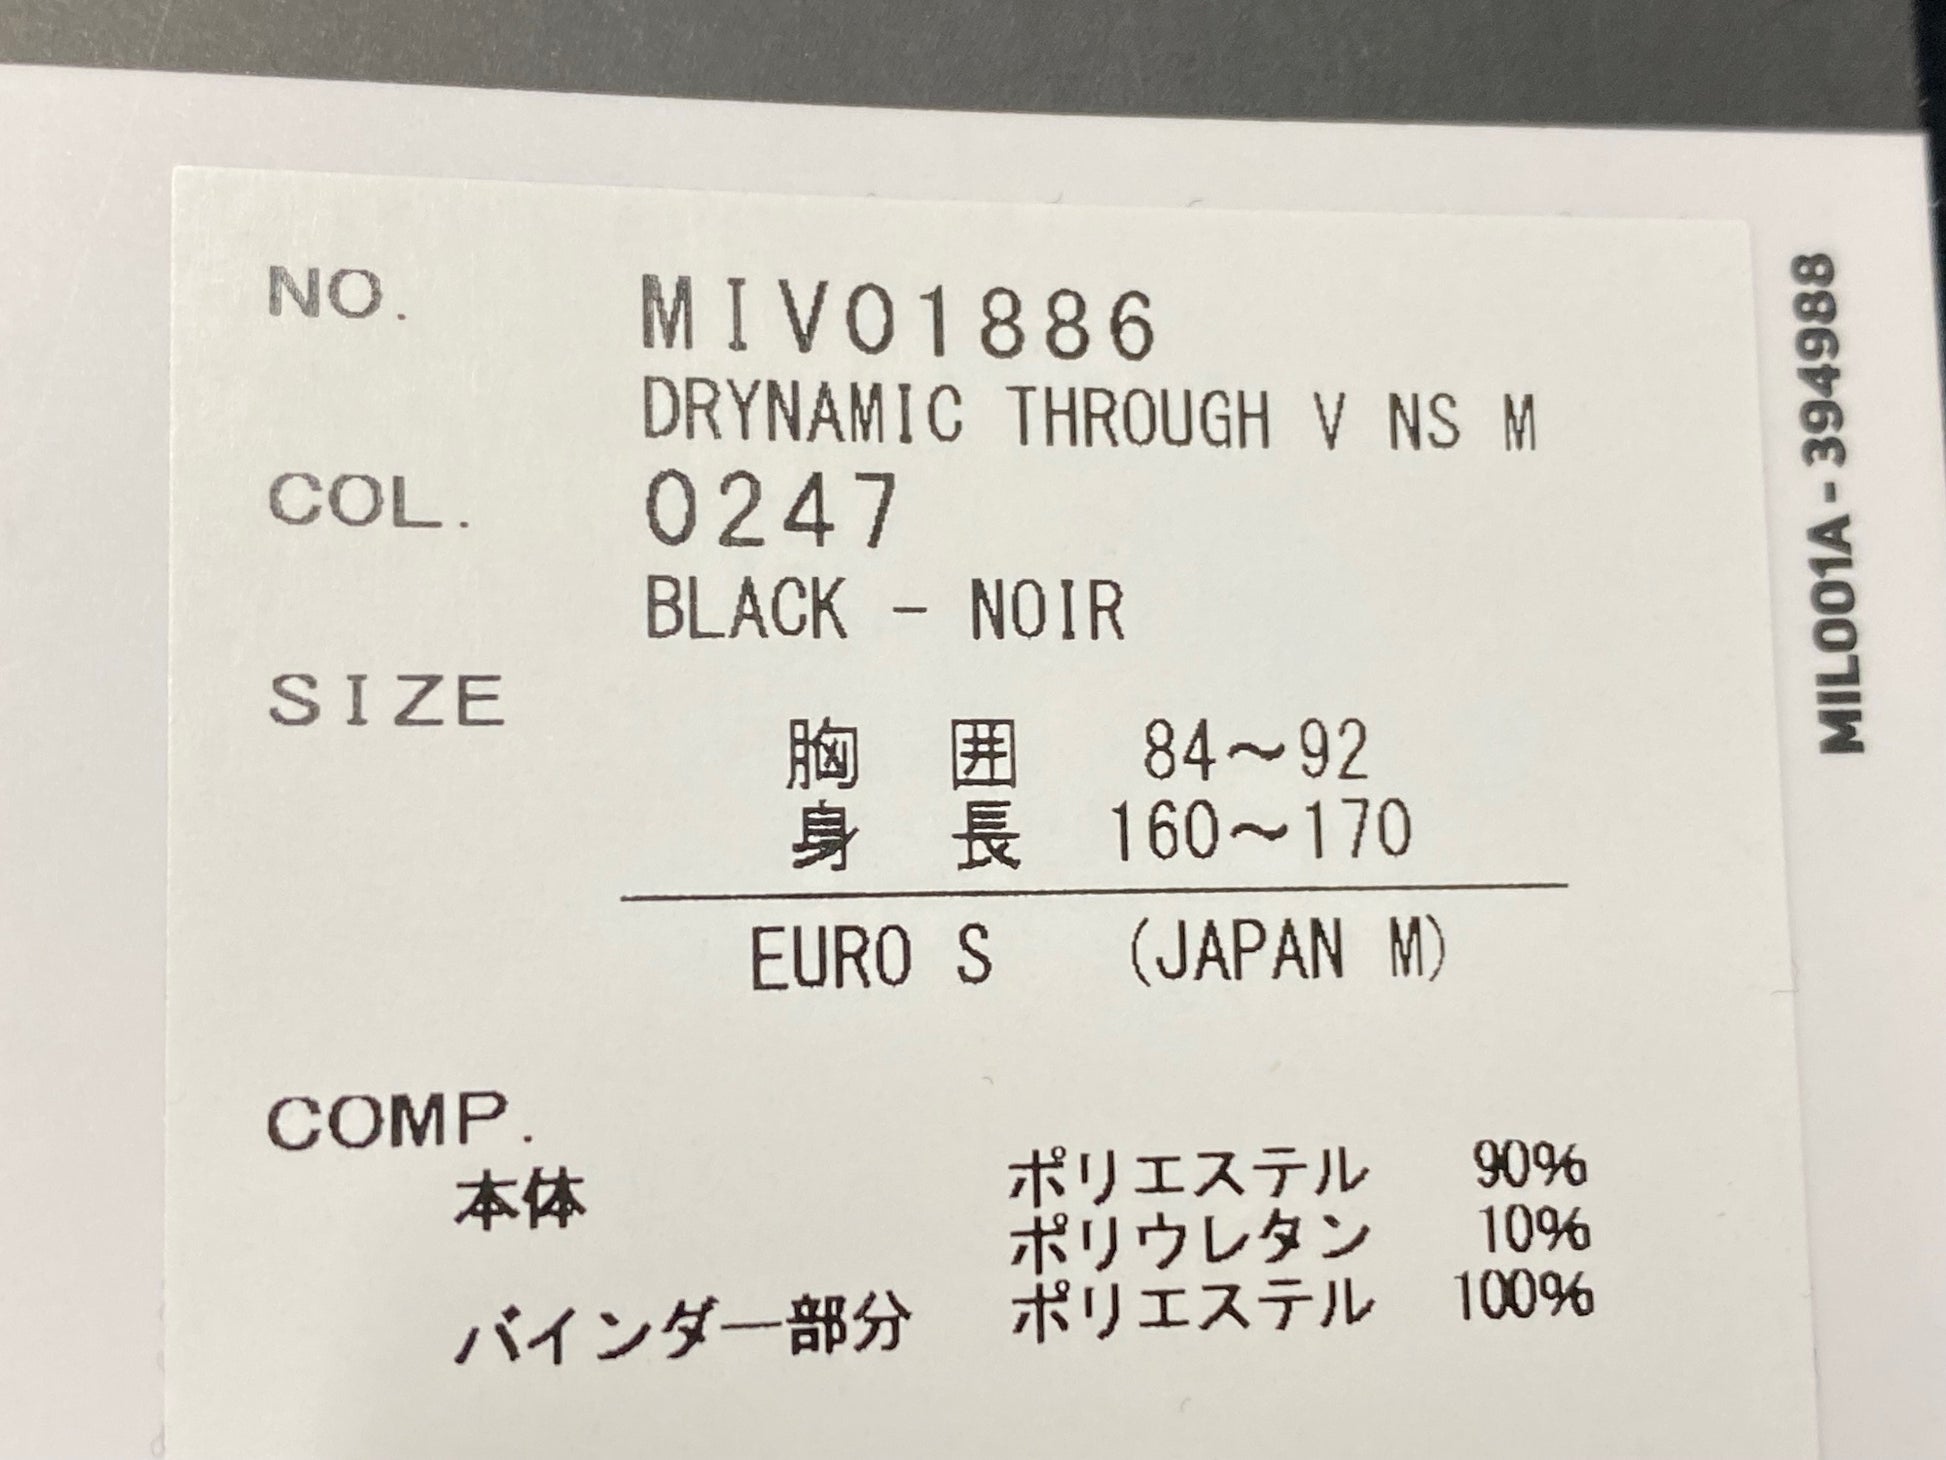 NO. MIV01886
DRYNAMIC THROUGH V NS M
COL. 0247
BLACK - NOIR
SIZE
胸 囲 84～92
身 長 160～170
EURO S (JAPAN M)
COMP.
本体 ポリエステル 90%
ポリウレタン 10%
バインダー部分 ポリエステル 100%
MIL001A - 394988